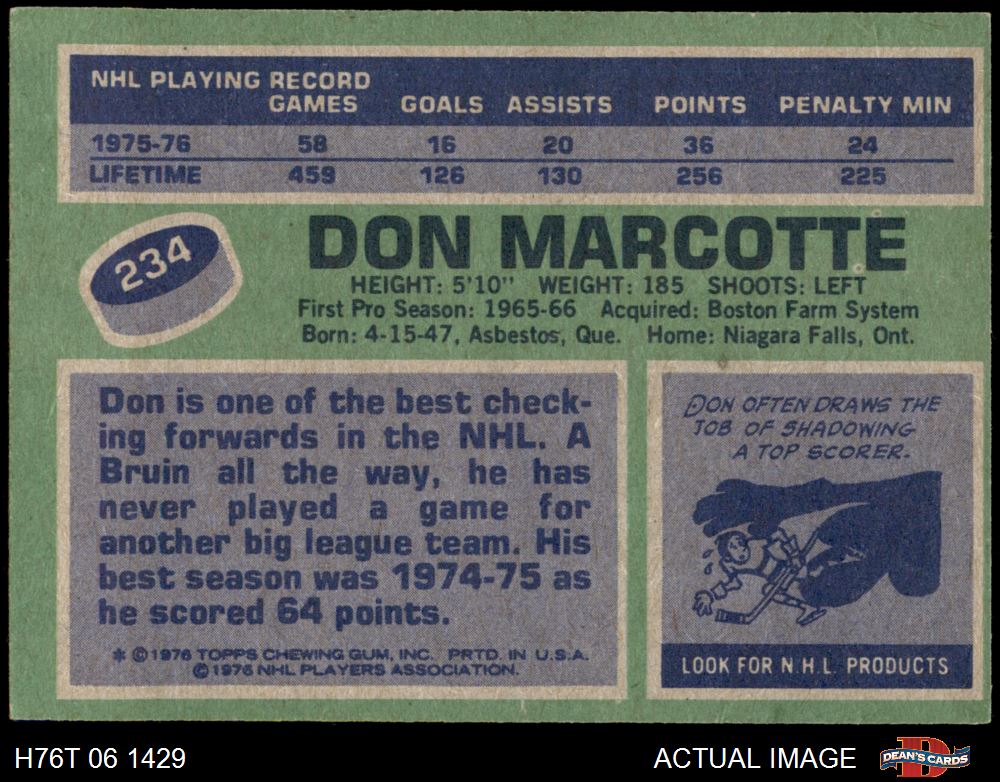 NHL PLAYING RECORD
GAMES GOALS ASSISTS POINTS PENALTY MIN
1975-76 58 16 20 36 24
LIFETIME 459 126 130 256 225
234
DON MARCOTTE
HEIGHT: 5'10" WEIGHT: 185 SHOOTS: LEFT
First Pro Season: 1965-66 Acquired: Boston Farm System
Born: 4-15-47, Asbestos, Que. Home: Niagara Falls, Ont.
Don is one of the best check-
ing forwards in the NHL. A
Bruin all the way, he has
never played a game for
another big league team. His
best season was 1974-75 as
he scored 64 points.
* © 1976 TOPPS CHEWING GUM, INC. PRTD. IN U.S.A.
© 1976 NHL PLAYERS ASSOCIATION.
DON OFTEN DRAWS THE
JOB OF SHADOWING
A TOP SCORER.
LOOK FOR N H L PRODUCTS
H76T 06 1429 ACTUAL IMAGE DEAN'S CARDS